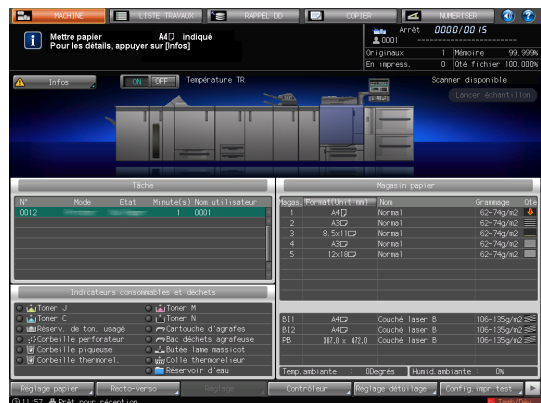 MACHINE LISTE TRAVAUX RAPPEL DD COPIER NUMERISER
Mettre papier A4 indiqué
Pour les détails, appuyer sur [Infos]
Arrêt 0000/00 15
0001
Originaux 1 Mémoire 99.999%
En impress. 0 Qté fichier 100.000%
Infos ON OFF Température TR Scanner disponible
Lancer échantillon
Tâche
N° Mode Etat Minute(s) Nom utilisateur
0012 1 0001
Magasin papier
Magas. Format(Unit mm) Nom Grammage Qte
1 A4 Normal 62-74g/m2
2 A3 Normal 62-74g/m2
3 8.5x11 Normal 62-74g/m2
4 A3 Normal 62-74g/m2
5 12x18 Normal 62-74g/m2
BI1 A4 Couché laser B 106-135g/m2
BI2 A4 Couché laser B 106-135g/m2
PB x 472,0 Couché laser B 106-135g/m2
Temp.ambiante : 0Degrés Humid.ambiante : 0%
Indicateurs consommables et déchets
Toner J Toner M
Toner C Toner N
Réserv. de ton. usagé Cartouche d'agrafes
Corbeille perforateur Bac déchets agrafeuse
Corbeille piqueuse Butée lame massicot
Corbeille thermorel. Colle thermorelieur
Réservoir d'eau
Réglage papier Recto-verso Réglage Contrôleur Réglage détuilage Config.impr.test
11:57 Prêt pour réception